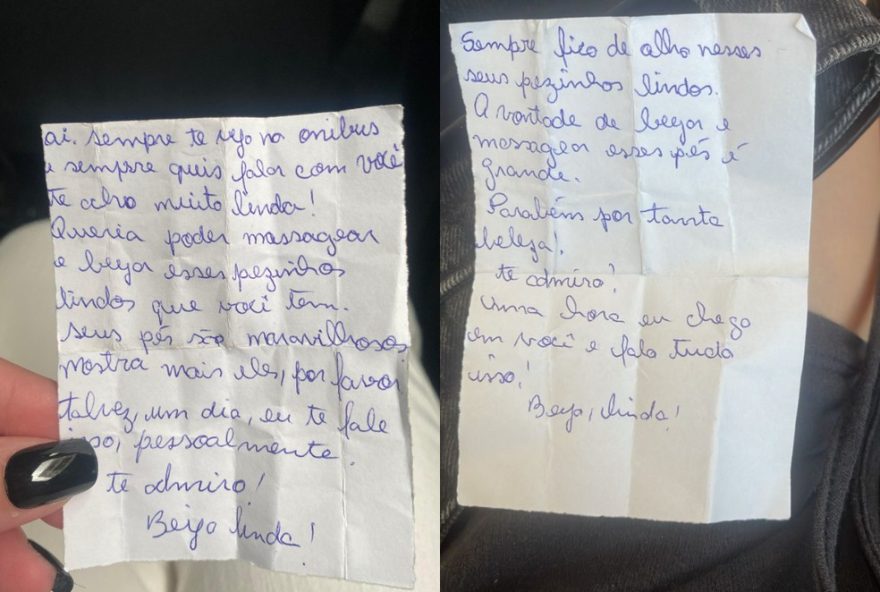 oi. sempre te vejo no onibus
e sempre quis falar com você
te acho muito linda!
Queria poder massagear
e beijar esses pezinhos
lindos que você tem.
seus pés são maravilhosos
mostra mais eles, por favor
talvez, um dia, eu te fale
isso, pessoalmente.
te admiro!
Beijo linda!
Sempre fico de olho nesses
seus pezinhos lindos.
A vontade de beijar e
massagear esses pés é
grande.
Parabéns por tanta
beleza!
te admiro!
uma hora eu chego
em você e falo tudo
isso!
Beijo, linda!